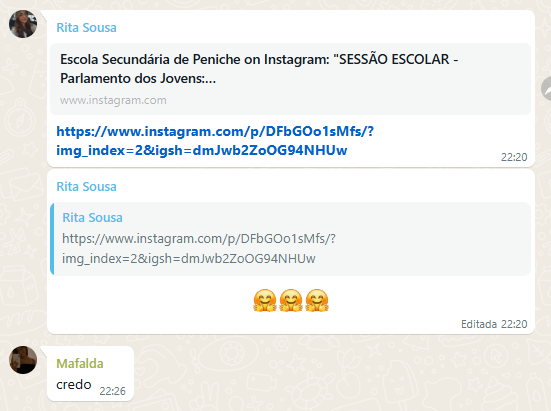 Rita Sousa
Escola Secundária de Peniche on Instagram: "SESSÃO ESCOLAR -
Parlamento dos Jovens:...
www.instagram.com
https://www.instagram.com/p/DFbGOo1sMfs/?
img_index=2&igsh=dmJwb2ZoOG94NHUw
22:20
Rita Sousa
Rita Sousa
https://www.instagram.com/p/DFbGOo1sMfs/?
img_index=2&igsh=dmJwb2ZoOG94NHUw
🤗🤗🤗
Editada 22:20
Mafalda
credo 22:26